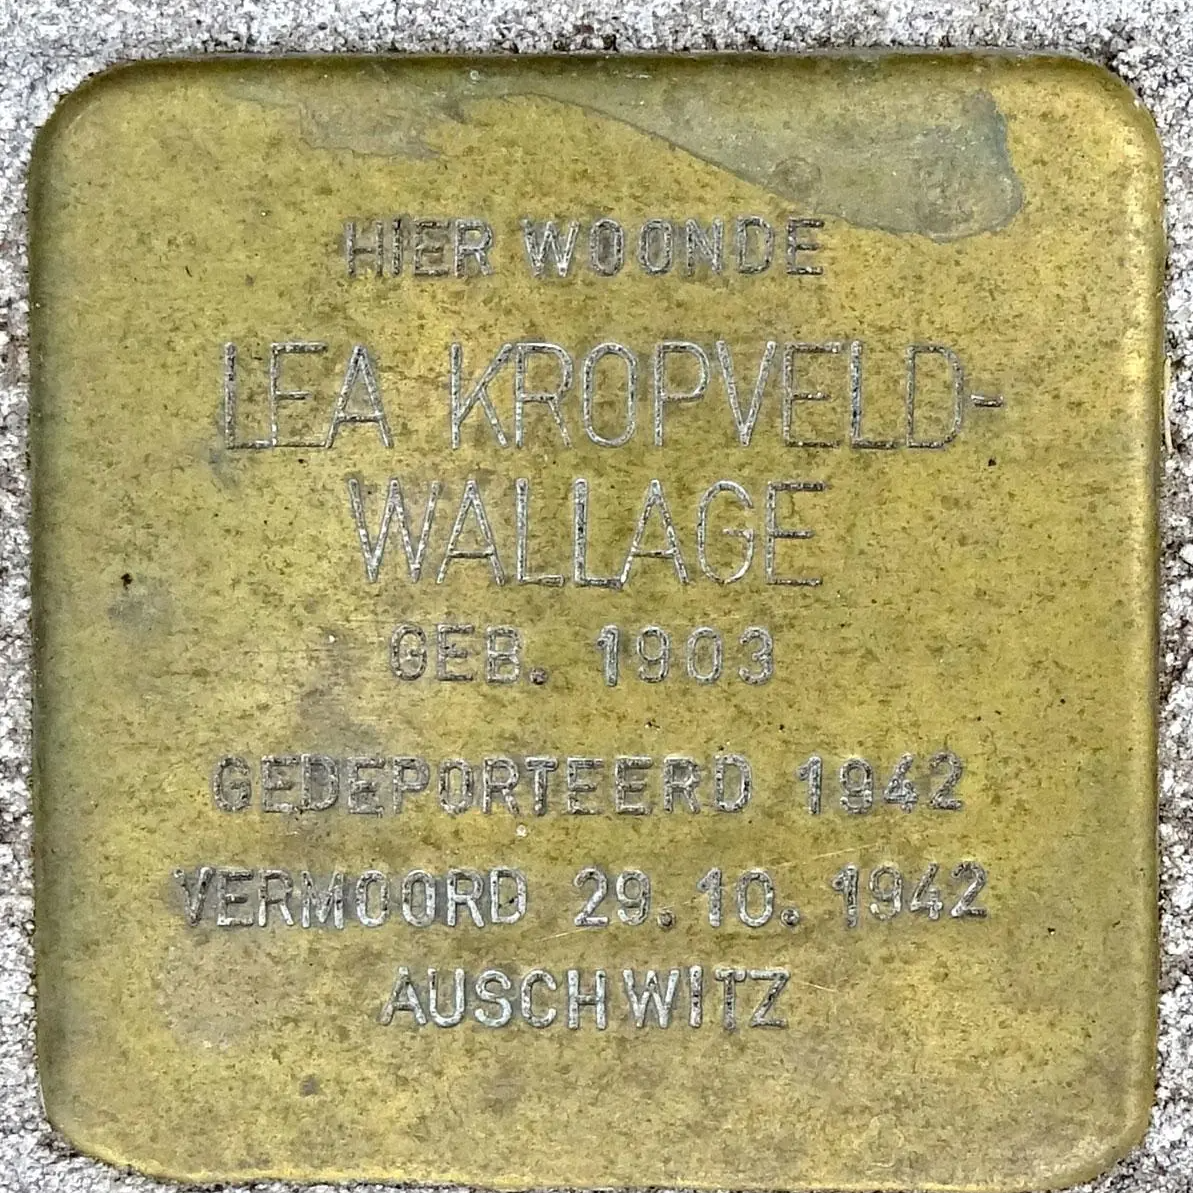 HIER WOONDE
LEA KROPVELD-
WALLAGE
GEB. 1903
GEDEPORTEERD 1942
VERMOORD 29.10.1942
AUSCHWITZ